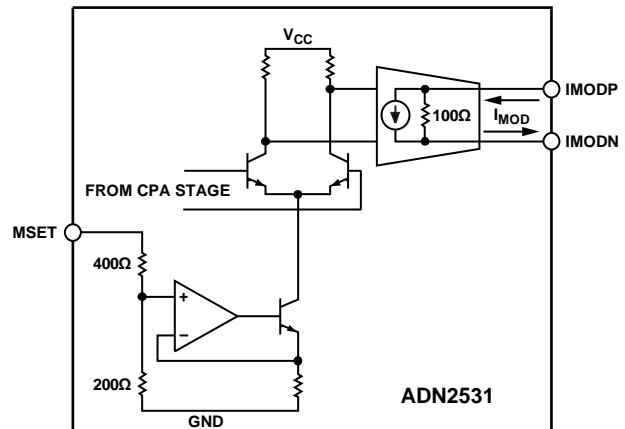 VCC
IMODP
100Ω
IMOD
IMODN
FROM CPA STAGE
MSET
400Ω
+
−
200Ω
GND
ADN2531